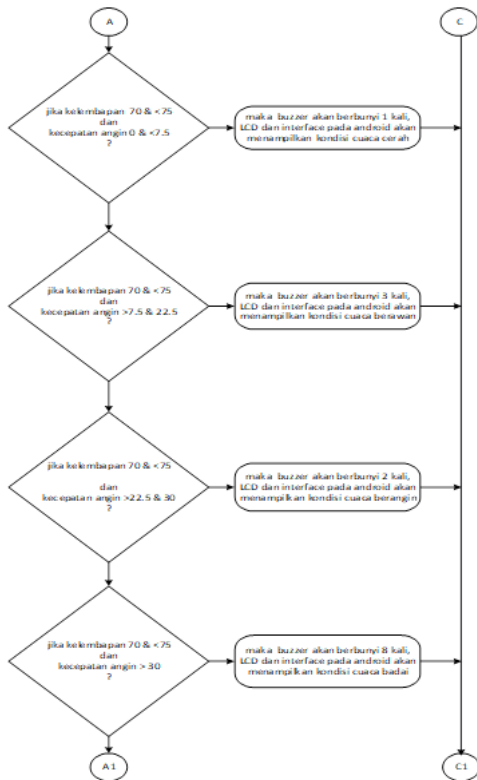 A
C
jika kelembapan 70 & <75
dan
kecepatan angin 0 & <7.5
?
maka buzzer akan berbunyi 1 kali,
LCD dan interface pada android akan
menampilkan kondisi cuaca cerah
jika kelembapan 70 & <75
dan
kecepatan angin >7.5 & 22.5
?
maka buzzer akan berbunyi 3 kali,
LCD dan interface pada android akan
menampilkan kondisi cuaca berawan
jika kelembapan 70 & <75
dan
kecepatan angin >22.5 & 30
?
maka buzzer akan berbunyi 2 kali,
LCD dan interface pada android akan
menampilkan kondisi cuaca berangin
jika kelembapan 70 & <75
dan
kecepatan angin > 30
?
maka buzzer akan berbunyi 8 kali,
LCD dan interface pada android akan
menampilkan kondisi cuaca badai
A1
C1